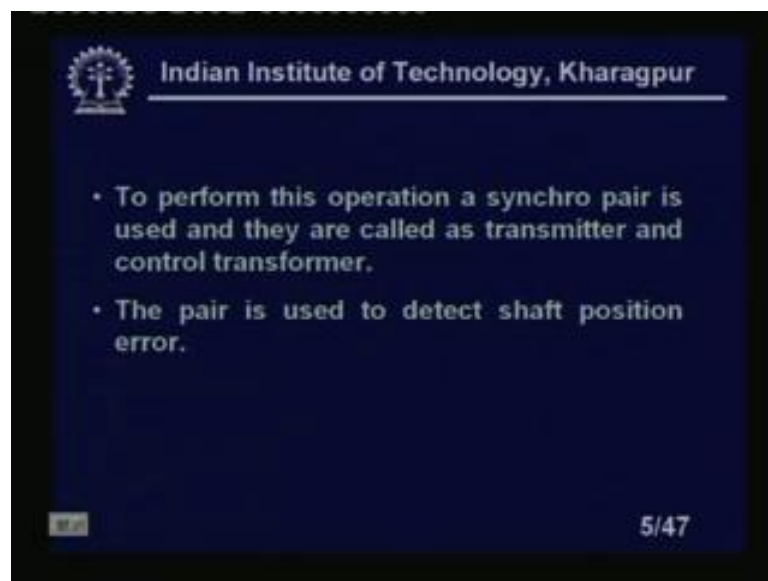 Indian Institute of Technology, Kharagpur
• To perform this operation a synchro pair is
used and they are called as transmitter and
control transformer.
• The pair is used to detect shaft position
error.
5/47